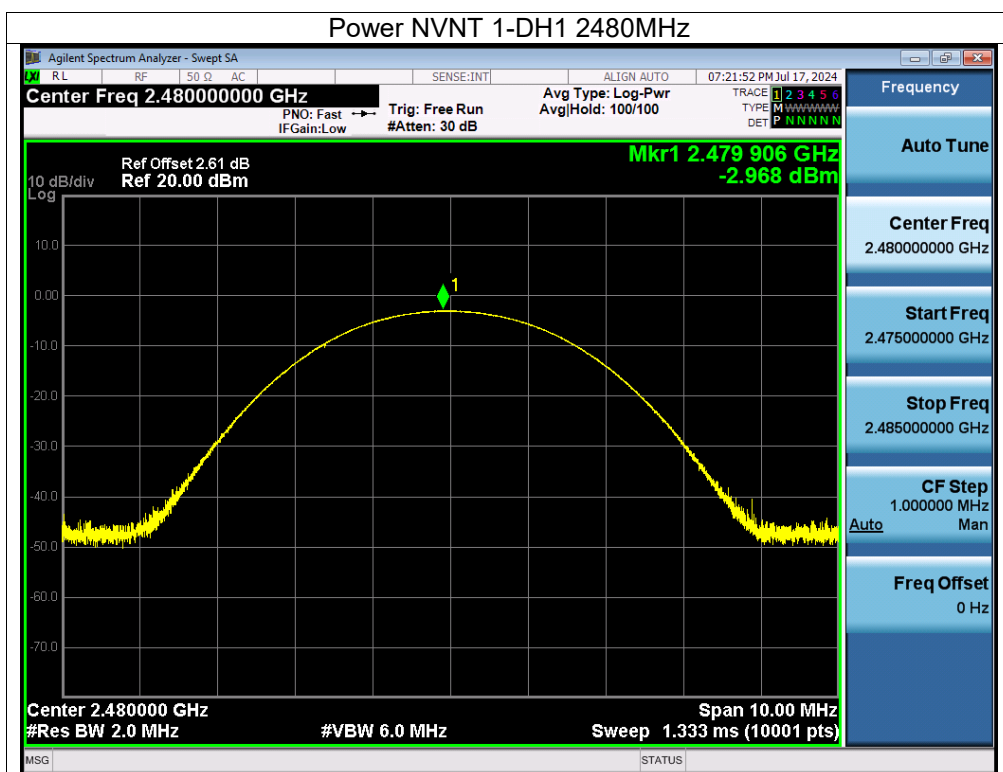 Power NVNT 1-DH1 2480MHz
Agilent Spectrum Analyzer - Swept SA
LXI RL RF 50 Ω AC SENSE:INT ALIGN AUTO 07:21:52 PM Jul 17, 2024
Center Freq 2.480000000 GHz
PNO: Fast
IFGain:Low
Trig: Free Run
#Atten: 30 dB
Avg Type: Log-Pwr
Avg|Hold: 100/100
TRACE 1 2 3 4 5 6
TYPE M WWWWW
DET P N N N N N
Mkr1 2.479 906 GHz
-2.968 dBm
Ref Offset 2.61 dB
10 dB/div Ref 20.00 dBm
Log
10.0
0.00
-10.0
-20.0
-30.0
-40.0
-50.0
-60.0
-70.0
1
Center 2.480000 GHz Span 10.00 MHz
#Res BW 2.0 MHz #VBW 6.0 MHz Sweep 1.333 ms (10001 pts)
MSG STATUS
Frequency
Auto Tune
Center Freq
2.480000000 GHz
Start Freq
2.475000000 GHz
Stop Freq
2.485000000 GHz
CF Step
1.000000 MHz
Auto Man
Freq Offset
0 Hz